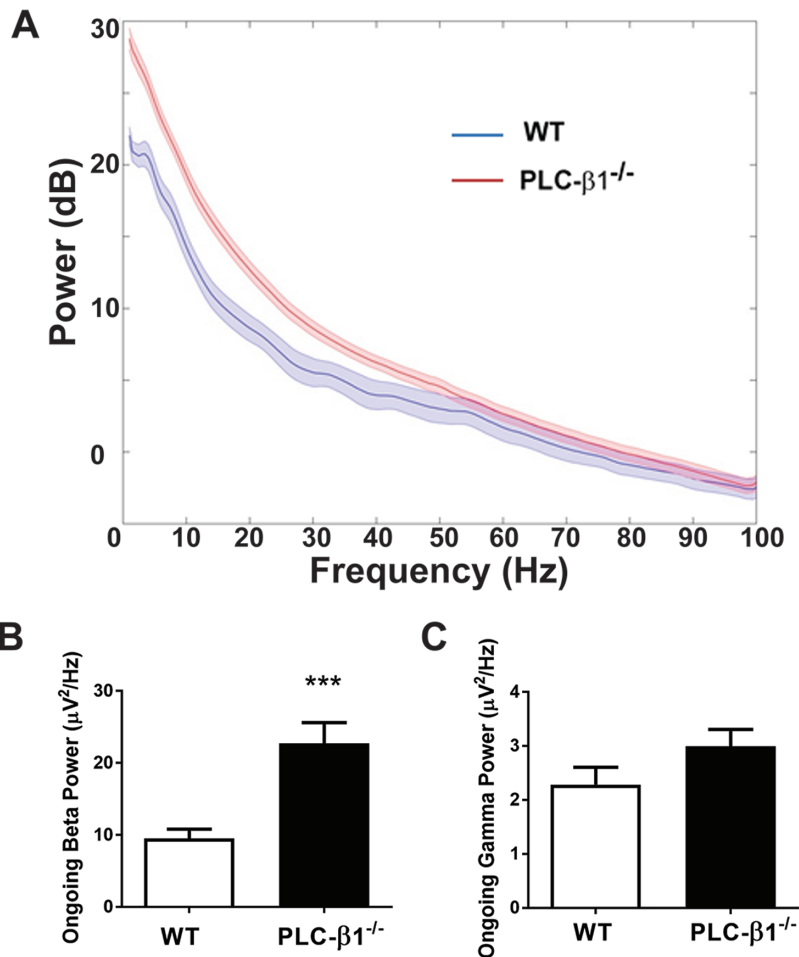 A
30
20
10
0
Power (dB)
WT
PLC-β1-/-
0 10 20 30 40 50 60 70 80 90 100
Frequency (Hz)
B
Ongoing Beta Power (μV2/Hz)
30
20
10
0
***
WT PLC-β1-/-
C
Ongoing Gamma Power (μV2/Hz)
4
3
2
1
0
WT PLC-β1-/-